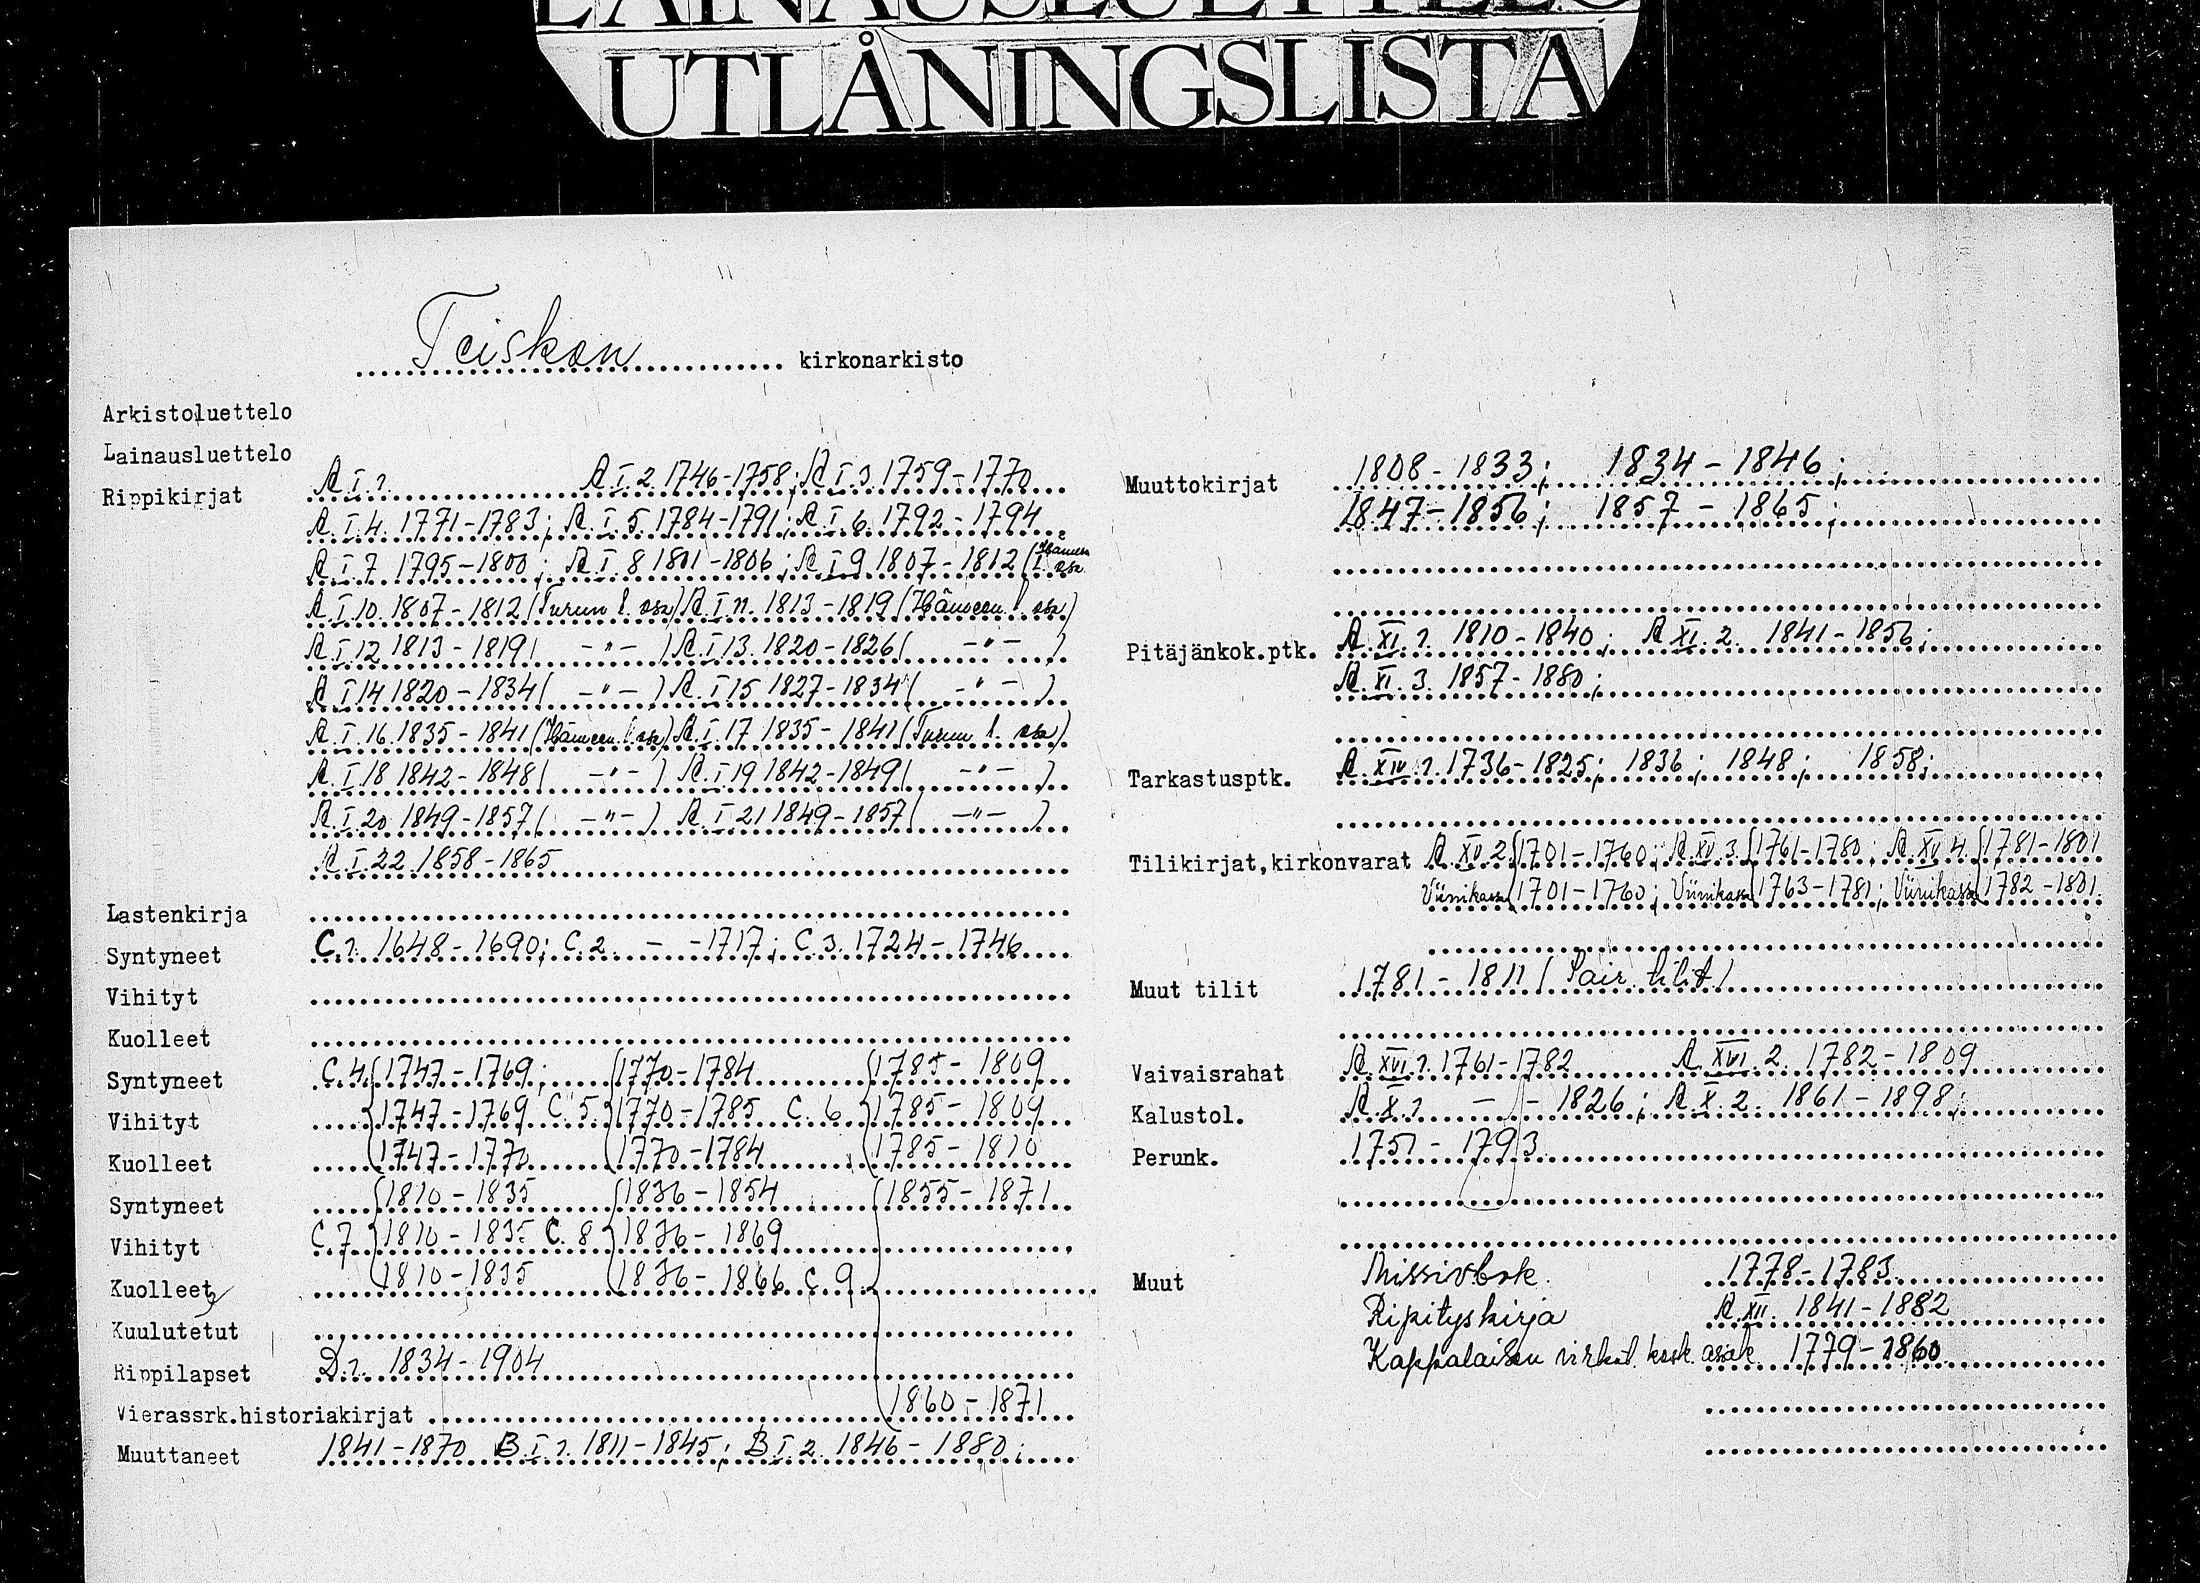 LAINAUSLUETTELO
UTLÅNINGSLISTA
Teiskon kirkonarkisto
Arkistoluettelo
Lainausluettelo
Rippikirjat A.I.1. A.I.2. 1746-1758; A.I.3. 1759-1770
A.I.4. 1771-1783; A.I.5. 1784-1791; A.I.6. 1792-1794
A.I.7 1795-1800; A.I.8 1801-1806; A.I.9 1807-1812 (Hämeen l. osa
A.I.10. 1807-1812 (Turun l. osa) A.I.11. 1813-1819 (Hämeen l. osa)
A.I.12 1813-1819 ( -"- ) A.I.13. 1820-1826 ( -"- )
A.I.14 1820-1834 ( -"- ) A.I.15 1827-1834 ( -"- )
A.I.16. 1835-1841 (Hämeen l. osa) A.I.17 1835-1841 (Turun l. osa)
A.I.18 1842-1848 ( -"- ) A.I.19 1842-1849 ( -"- )
A.I.20 1849-1857 ( -"- ) A.I.21 1849-1857 ( -"- )
A.I.22 1858-1865
Lastenkirja
Syntyneet C.1. 1648-1690; C.2. - -1717; C.3. 1724-1746
Vihityt
Kuolleet
Syntyneet C.4. 1747-1769; 1770-1784 1785-1809
Vihityt 1747-1769 C.5. 1770-1785 C.6. 1785-1809
Kuolleet 1747-1770 1770-1784 1785-1810
Syntyneet 1810-1835 1836-1854 1855-1871
Vihityt C.7 1810-1835 C.8 1836-1869
Kuolleet 1810-1835 1836-1866 C.9.
Kuulutetut
Rippilapset D.1. 1834-1904
Vierassrk.historiakirjat 1860-1871
Muuttaneet 1841-1870 B.I.1. 1811-1845; B.I.2. 1846-1880;
Muuttokirjat 1808-1833; 1834-1846;
1847-1856; 1857-1865;
Pitäjänkok.ptk. A.XI.1. 1810-1840; A.XI.2. 1841-1856;
A.XI.3. 1857-1880;
Tarkastusptk. A.XIV.1. 1736-1825; 1836; 1848; 1858;
Tilikirjat,kirkonvarat A.XV.2. 1701-1760; A.XV.3. 1761-1780; A.XV.4. 1781-1801
Viinikassa 1701-1760; Viinikassa 1763-1781; Viinikassa 1782-1801.
Muut tilit 1781-1811 (Pair. tilit)
Vaivaisrahat A.XVI.1. 1761-1782 A.XVI.2. 1782-1809
Kalustol. A.X.1 - - 1826; A.X.2. 1861-1898;
Perunk. 1751-1793
Muut Missivbok. 1778-1783
Ripityskirja A.XII. 1841-1882
Kappalaisen virkat. kosk. asiak. 1779-1860